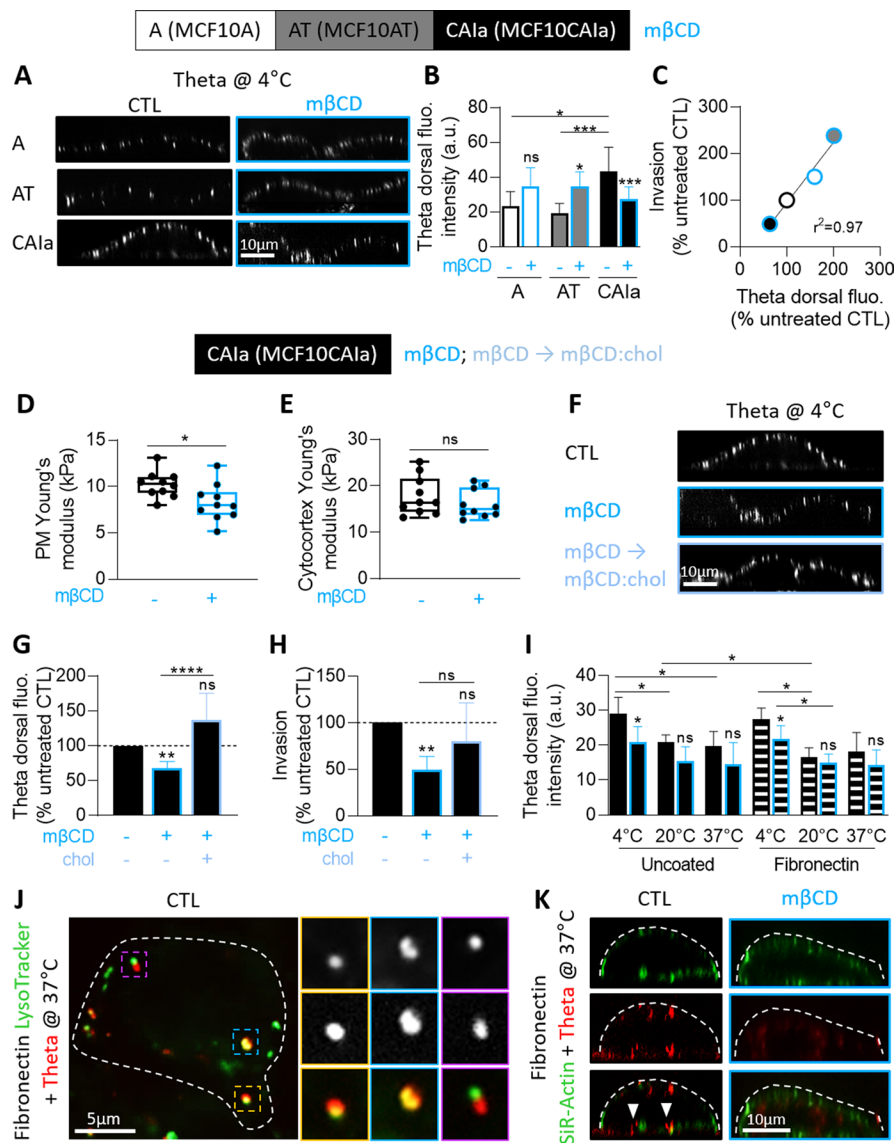 A (MCF10A) AT (MCF10AT) CAIa (MCF10CAIa) mβCD
A
Theta @ 4°C
CTL mβCD
A
AT
CAIa
10µm
B
Theta dorsal fluo.
intensity (a.u.)
80
60
40
20
0
*
***
ns * ***
mβCD - + - + - +
A AT CAIa
C
Invasion
(% untreated CTL)
300
200
100
0
r²=0.97
0 100 200 300
Theta dorsal fluo.
(% untreated CTL)
CAIa (MCF10CAIa) mβCD; mβCD → mβCD:chol
D
PM Young's
modulus (kPa)
15
10
5
0
*
mβCD - +
E
Cytocortex Young's
modulus (kPa)
30
20
10
0
ns
mβCD - +
F
Theta @ 4°C
CTL
mβCD
mβCD →
mβCD:chol
10µm
G
Theta dorsal fluo.
(% untreated CTL)
200
150
100
50
0
****
ns
**
mβCD - + +
chol - - +
H
Invasion
(% untreated CTL)
150
100
50
0
ns
ns
**
mβCD - + +
chol - - +
I
Theta dorsal fluo.
intensity (a.u.)
40
30
20
10
0
*
*
* *
*
* ns ns * ns ns
4°C 20°C 37°C 4°C 20°C 37°C
Uncoated Fibronectin
J
CTL
Fibronectin LysoTracker
+ Theta @ 37°C
5µm
K
CTL mβCD
Fibronectin
SiR-Actin + Theta @ 37°C
10µm